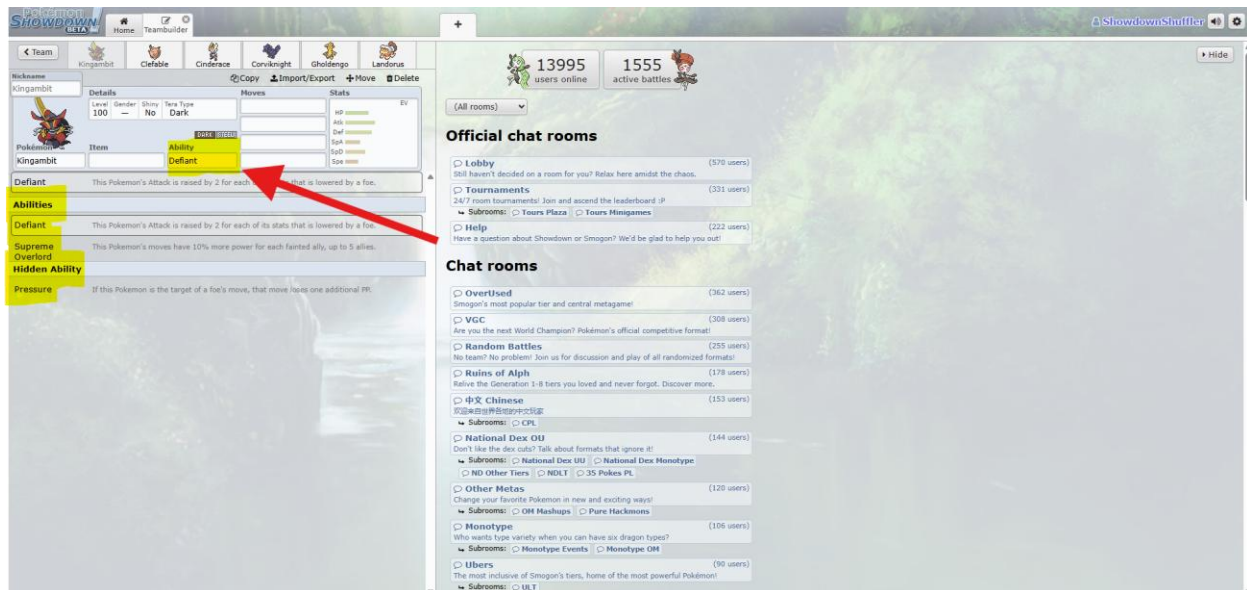 Pokémon
SHOWDOWN!
BETA
Home
Teambuilder
+
ShowdownShuffler
Team
Kingambit
Clefable
Cinderace
Corviknight
Gholdengo
Landorus
Copy Import/Export Move Delete
Nickname
Kingambit
Details
Level Gender Shiny Tera Type
100 — No Dark
Moves
Stats
EV
HP
Atk
Def
SpA
SpD
Spe
DARK STEEL
Pokémon
Item
Ability
Kingambit
Defiant
Defiant This Pokemon's Attack is raised by 2 for each that is lowered by a foe.
Abilities
Defiant This Pokemon's Attack is raised by 2 for each of its stats that is lowered by a foe.
Supreme Overlord This Pokemon's moves have 10% more power for each fainted ally, up to 5 allies.
Hidden Ability
Pressure If this Pokemon is the target of a foe's move, that move loses one additional PP.
13995
users online
1555
active battles
Hide
(All rooms)
Official chat rooms
Lobby (570 users)
Still haven't decided on a room for you? Relax here amidst the chaos.
Tournaments (331 users)
24/7 room tournaments! Join and ascend the leaderboard :P
Subrooms: Tours Plaza Tours Minigames
Help (222 users)
Have a question about Showdown or Smogon? We'd be glad to help you out!
Chat rooms
OverUsed (362 users)
Smogon's most popular tier and central metagame!
VGC (308 users)
Are you the next World Champion? Pokémon's official competitive format!
Random Battles (255 users)
No team? No problem! Join us for discussion and play of all randomized formats!
Ruins of Alph (178 users)
Relive the Generation 1-8 tiers you loved and never forgot. Discover more.
中文 Chinese (153 users)
欢迎来自世界各地的中文玩家
Subrooms: CPL
National Dex OU (144 users)
Don't like the dex cuts? Talk about formats that ignore it!
Subrooms: National Dex UU National Dex Monotype
ND Other Tiers NDLT 35 Pokes PL
Other Metas (120 users)
Change your favorite Pokemon in new and exciting ways!
Subrooms: OM Mashups Pure Hackmons
Monotype (106 users)
Who wants type variety when you can have six dragon types?
Subrooms: Monotype Events Monotype OM
Ubers (90 users)
The most inclusive of Smogon's tiers, home of the most powerful Pokémon!
Subrooms: ULT